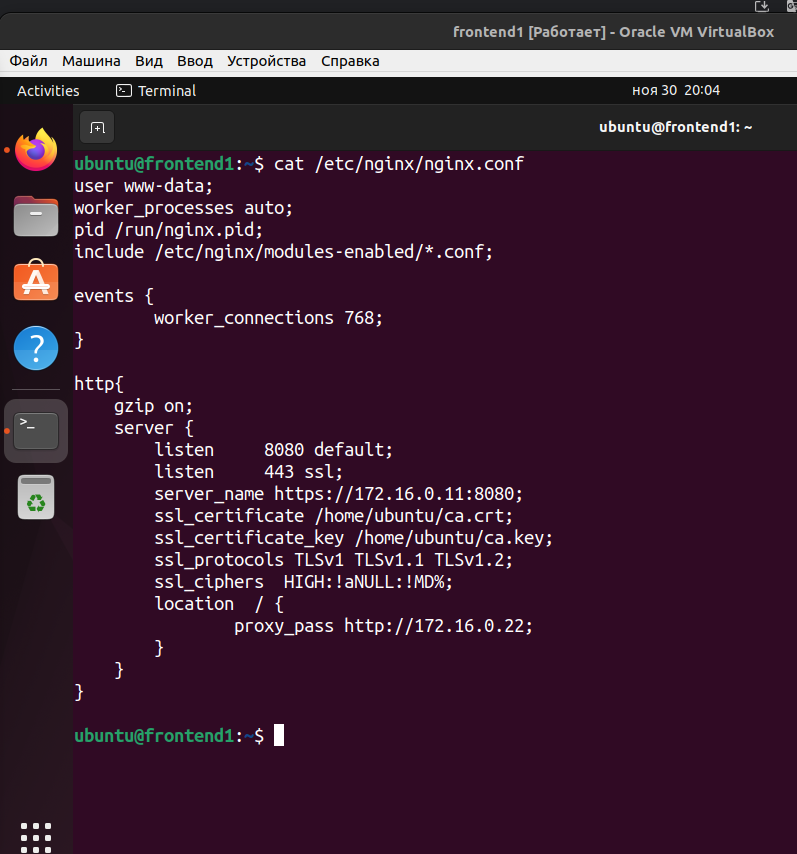 frontend1 [Работает] - Oracle VM VirtualBox
Файл Машина Вид Ввод Устройства Справка
Activities Terminal ноя 30 20:04
ubuntu@frontend1: ~
ubuntu@frontend1:~$ cat /etc/nginx/nginx.conf
user www-data;
worker_processes auto;
pid /run/nginx.pid;
include /etc/nginx/modules-enabled/*.conf;
events {
        worker_connections 768;
}
http{
    gzip on;
    server {
        listen     8080 default;
        listen     443 ssl;
        server_name https://172.16.0.11:8080;
        ssl_certificate /home/ubuntu/ca.crt;
        ssl_certificate_key /home/ubuntu/ca.key;
        ssl_protocols TLSv1 TLSv1.1 TLSv1.2;
        ssl_ciphers  HIGH:!aNULL:!MD%;
        location  / {
                proxy_pass http://172.16.0.22;
        }
    }
}
ubuntu@frontend1:~$